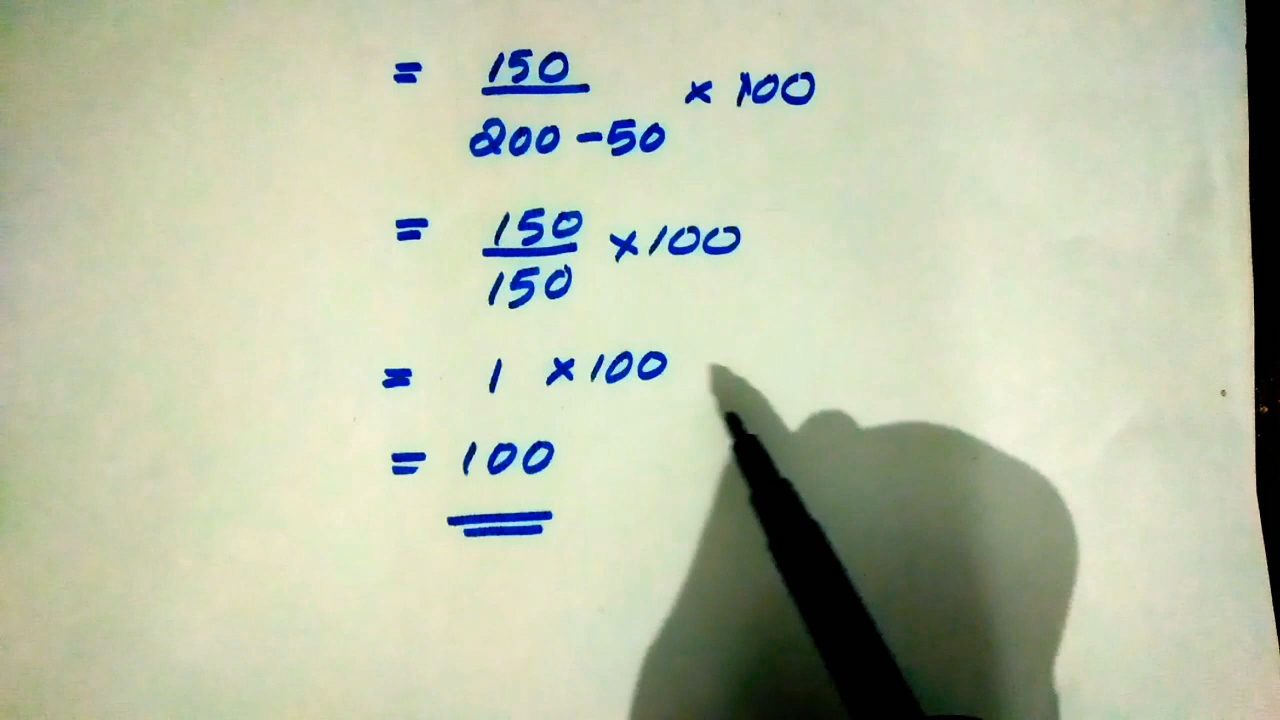 = 150 / 200 - 50 × 100
= 150 / 150 × 100
= 1 × 100
= 100